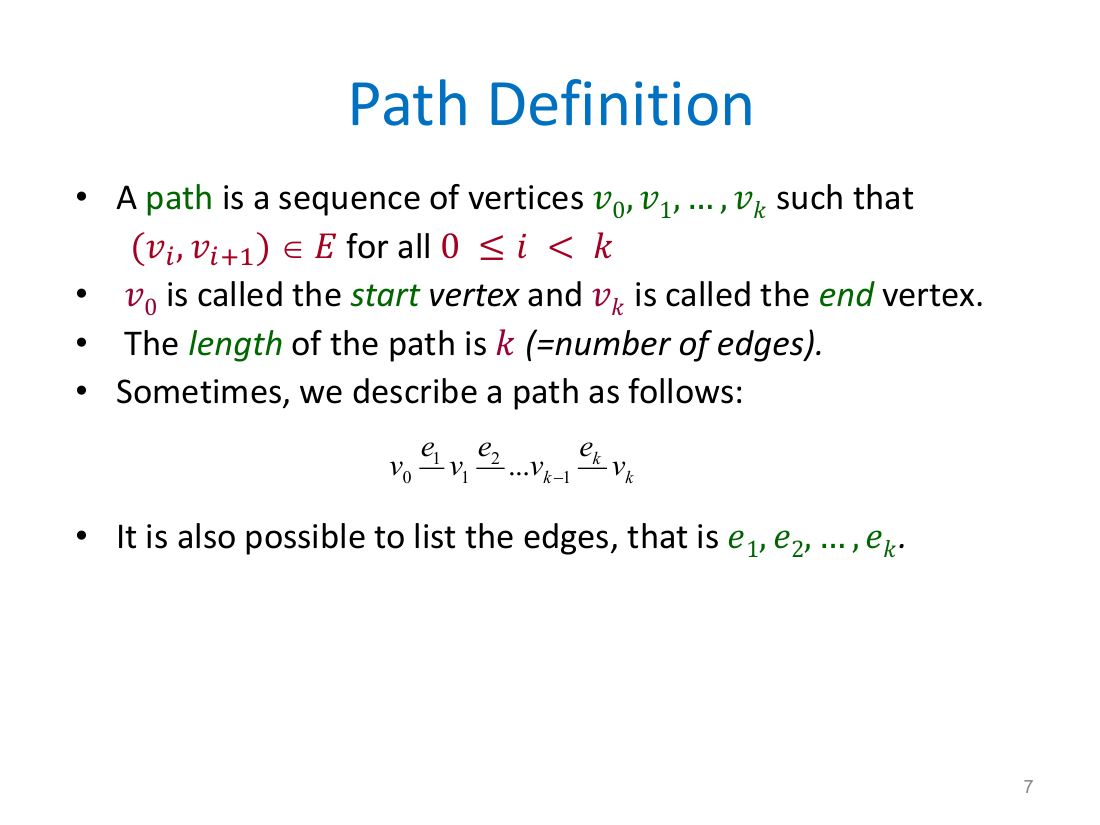 Path Definition
• A path is a sequence of vertices v₀, v₁, … , vₖ such that
(vᵢ, vᵢ₊₁) ∈ E for all 0 ≤ i < k
• v₀ is called the start vertex and vₖ is called the end vertex.
• The length of the path is k (=number of edges).
• Sometimes, we describe a path as follows:
v₀ e₁ v₁ e₂ ...vₖ₋₁ eₖ vₖ
• It is also possible to list the edges, that is e₁, e₂, … , eₖ.
7